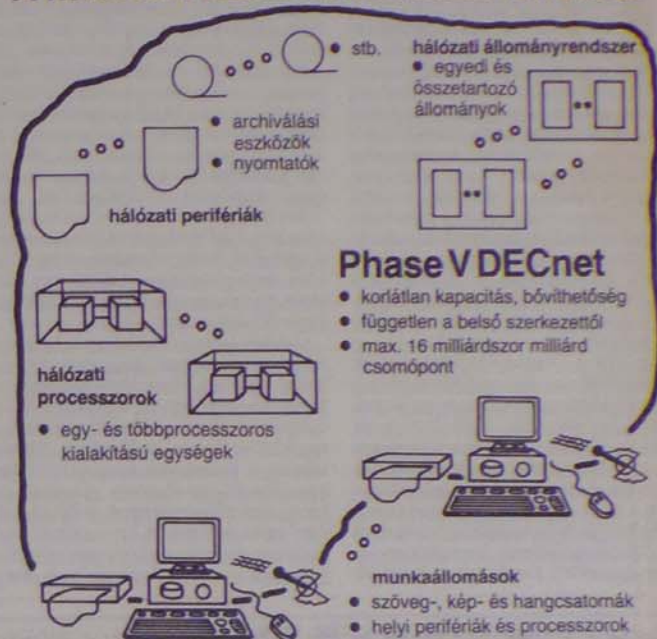 stb.
hálózati állományrendszer
egyedi és
összetartozó
állományok
archiválási
eszközök
nyomtatók
hálózati perifériák
Phase V DECnet
korlátlan kapacitás, bővíthetőség
független a belső szerkezettől
max. 16 milliárdszor milliárd
csomópont
hálózati
processzorok
egy- és többprocesszoros
kialakítású egységek
munkaállomások
szöveg-, kép- és hangcsatornák
helyi perifériák és processzorok